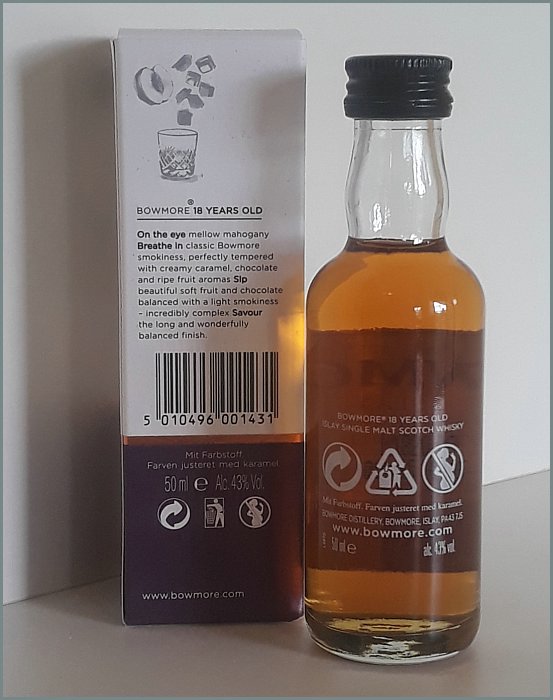 BOWMORE® 18 YEARS OLD
On the eye mellow mahogany
Breathe in classic Bowmore
smokiness, perfectly tempered
with creamy caramel, chocolate
and ripe fruit aromas Sip
beautiful soft fruit and chocolate
balanced with a light smokiness
– incredibly complex Savour
the long and wonderfully
balanced finish.
5 010496 001431
Mit Farbstoff
Farven justeret med karamel
50 ml e Alc. 43% Vol.
www.bowmore.com
BOWMORE® 18 YEARS OLD
ISLAY SINGLE MALT SCOTCH WHISKY
Mit Farbstoff. Farven justeret med karamel.
BOWMORE DISTILLERY, BOWMORE, ISLAY, PA43 7JS
www.bowmore.com
50 ml e alc. 43% vol